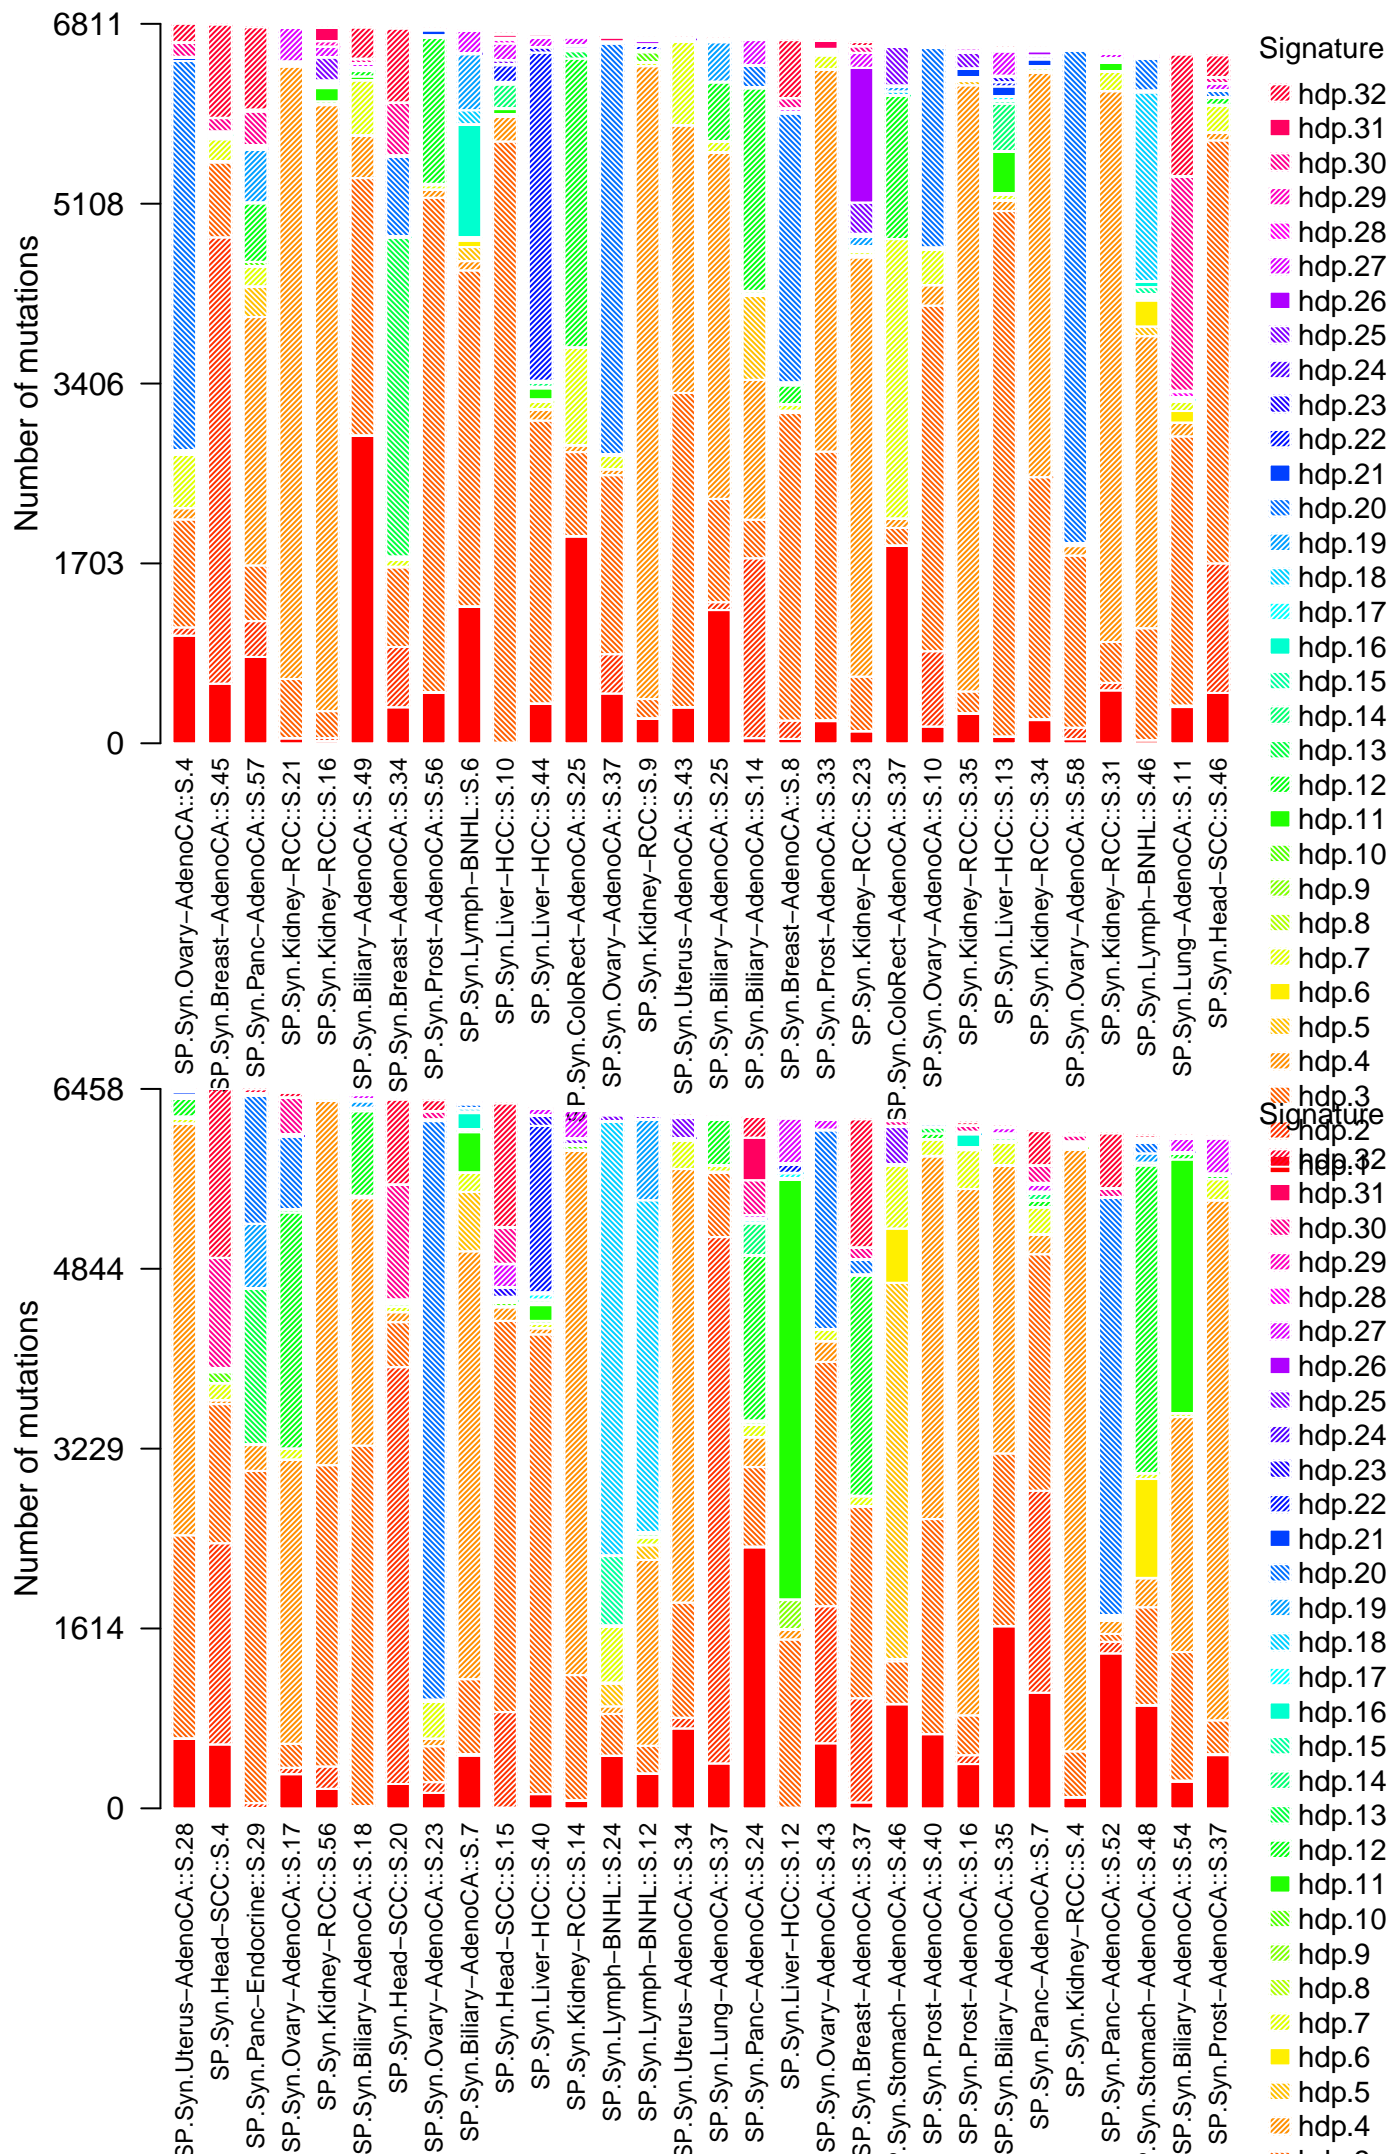 6811
5108
3406
1703
0
Number of mutations
SP.Syn.Ovary−AdenoCA::S.4
SP.Syn.Breast−AdenoCA::S.45
SP.Syn.Panc−AdenoCA::S.57
SP.Syn.Kidney−RCC::S.21
SP.Syn.Kidney−RCC::S.16
SP.Syn.Biliary−AdenoCA::S.49
SP.Syn.Breast−AdenoCA::S.34
SP.Syn.Prost−AdenoCA::S.56
SP.Syn.Lymph−BNHL::S.6
SP.Syn.Liver−HCC::S.10
SP.Syn.Liver−HCC::S.44
P.Syn.ColoRect−AdenoCA::S.25
SP.Syn.Ovary−AdenoCA::S.37
SP.Syn.Kidney−RCC::S.9
SP.Syn.Uterus−AdenoCA::S.43
SP.Syn.Biliary−AdenoCA::S.25
SP.Syn.Biliary−AdenoCA::S.14
SP.Syn.Breast−AdenoCA::S.8
SP.Syn.Prost−AdenoCA::S.33
SP.Syn.Kidney−RCC::S.23
SP.Syn.ColoRect−AdenoCA::S.37
SP.Syn.Ovary−AdenoCA::S.10
SP.Syn.Kidney−RCC::S.35
SP.Syn.Liver−HCC::S.13
SP.Syn.Kidney−RCC::S.34
SP.Syn.Ovary−AdenoCA::S.58
SP.Syn.Kidney−RCC::S.31
SP.Syn.Lymph−BNHL::S.46
SP.Syn.Lung−AdenoCA::S.11
SP.Syn.Head−SCC::S.46
Signature
hdp.32
hdp.31
hdp.30
hdp.29
hdp.28
hdp.27
hdp.26
hdp.25
hdp.24
hdp.23
hdp.22
hdp.21
hdp.20
hdp.19
hdp.18
hdp.17
hdp.16
hdp.15
hdp.14
hdp.13
hdp.12
hdp.11
hdp.10
hdp.9
hdp.8
hdp.7
hdp.6
hdp.5
hdp.4
hdp.3
hdp.2
hdp.1
6458
4844
3229
1614
0
Number of mutations
SP.Syn.Uterus−AdenoCA::S.28
SP.Syn.Head−SCC::S.4
SP.Syn.Panc−Endocrine::S.29
SP.Syn.Ovary−AdenoCA::S.17
SP.Syn.Kidney−RCC::S.56
SP.Syn.Biliary−AdenoCA::S.18
SP.Syn.Head−SCC::S.20
SP.Syn.Ovary−AdenoCA::S.23
SP.Syn.Biliary−AdenoCA::S.7
SP.Syn.Head−SCC::S.15
SP.Syn.Liver−HCC::S.40
SP.Syn.Kidney−RCC::S.14
SP.Syn.Lymph−BNHL::S.24
SP.Syn.Lymph−BNHL::S.12
SP.Syn.Uterus−AdenoCA::S.34
SP.Syn.Lung−AdenoCA::S.37
SP.Syn.Panc−AdenoCA::S.24
SP.Syn.Liver−HCC::S.12
SP.Syn.Ovary−AdenoCA::S.43
SP.Syn.Breast−AdenoCA::S.37
P.Syn.Stomach−AdenoCA::S.46
SP.Syn.Prost−AdenoCA::S.40
SP.Syn.Prost−AdenoCA::S.16
SP.Syn.Biliary−AdenoCA::S.35
SP.Syn.Panc−AdenoCA::S.7
SP.Syn.Kidney−RCC::S.4
SP.Syn.Panc−AdenoCA::S.52
P.Syn.Stomach−AdenoCA::S.48
SP.Syn.Biliary−AdenoCA::S.54
SP.Syn.Prost−AdenoCA::S.37
Signature
hdp.32
hdp.31
hdp.30
hdp.29
hdp.28
hdp.27
hdp.26
hdp.25
hdp.24
hdp.23
hdp.22
hdp.21
hdp.20
hdp.19
hdp.18
hdp.17
hdp.16
hdp.15
hdp.14
hdp.13
hdp.12
hdp.11
hdp.10
hdp.9
hdp.8
hdp.7
hdp.6
hdp.5
hdp.4